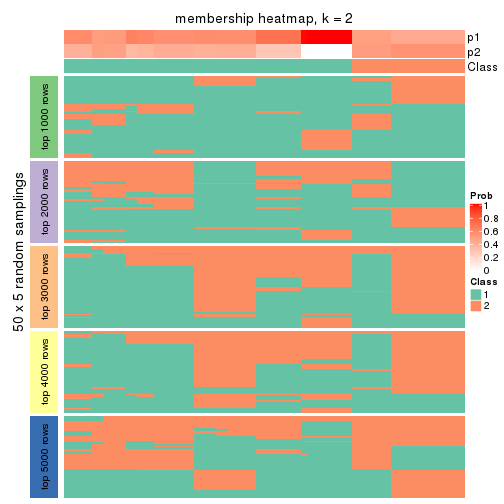 membership heatmap, k = 2
p1
p2
Class
50 x 5 random samplings
top 1000 rows
top 2000 rows
top 3000 rows
top 4000 rows
top 5000 rows
Prob
1
0.8
0.6
0.4
0.2
0
Class
1
2